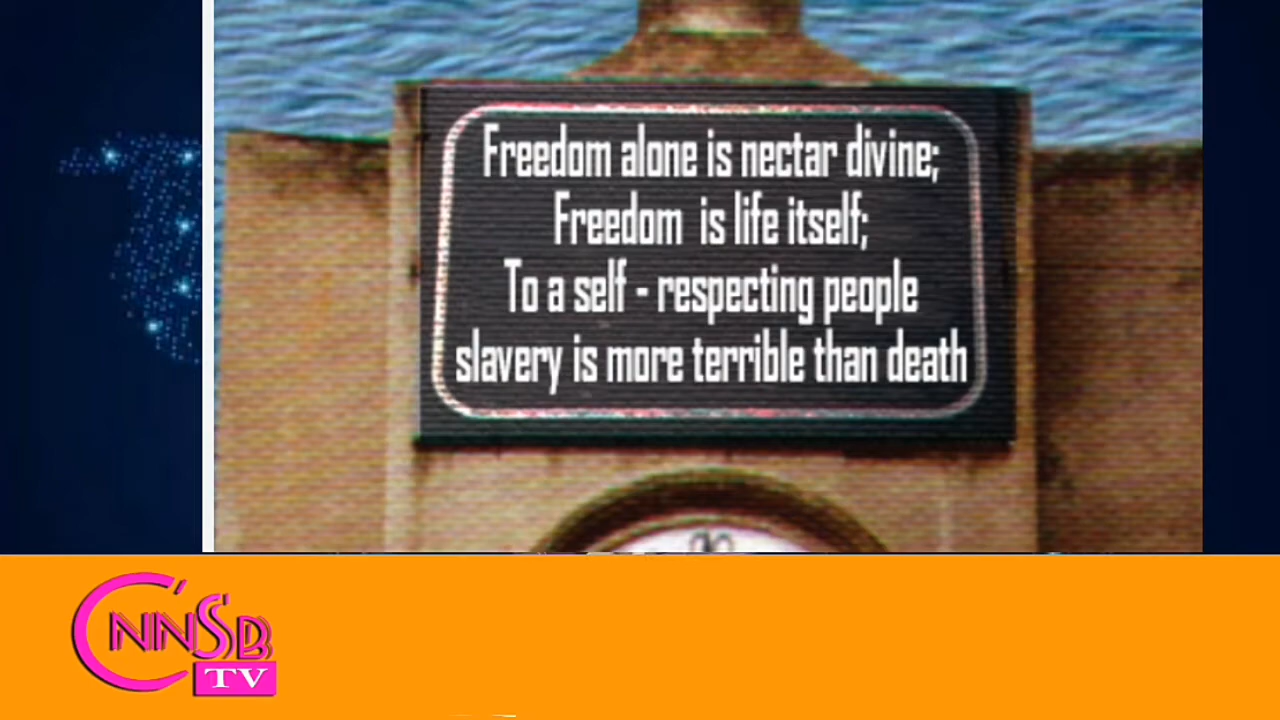 Freedom alone is nectar divine;
Freedom is life itself;
To a self - respecting people
slavery is more terrible than death
C'NNSB
TV